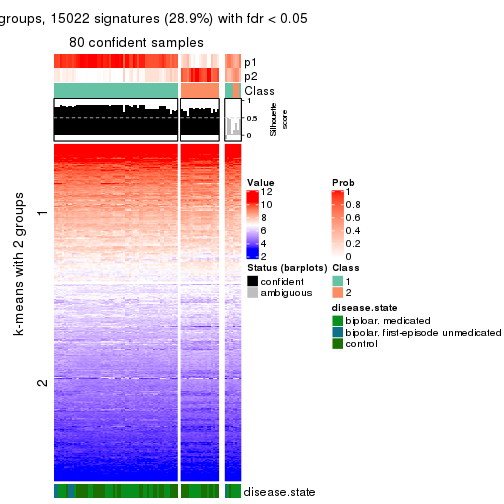 groups, 15022 signatures (28.9%) with fdr < 0.05
80 confident samples
p1
p2
Class
1
0.5
0
Silhouette
score
k-means with 2 groups
1
2
Value
12
10
8
6
4
2
Prob
1
0.8
0.6
0.4
0.2
0
Status (barplots)
confident
ambiguous
Class
1
2
disease.state
biploar. medicated
bipolar. first-episode unmedicated
control
disease.state